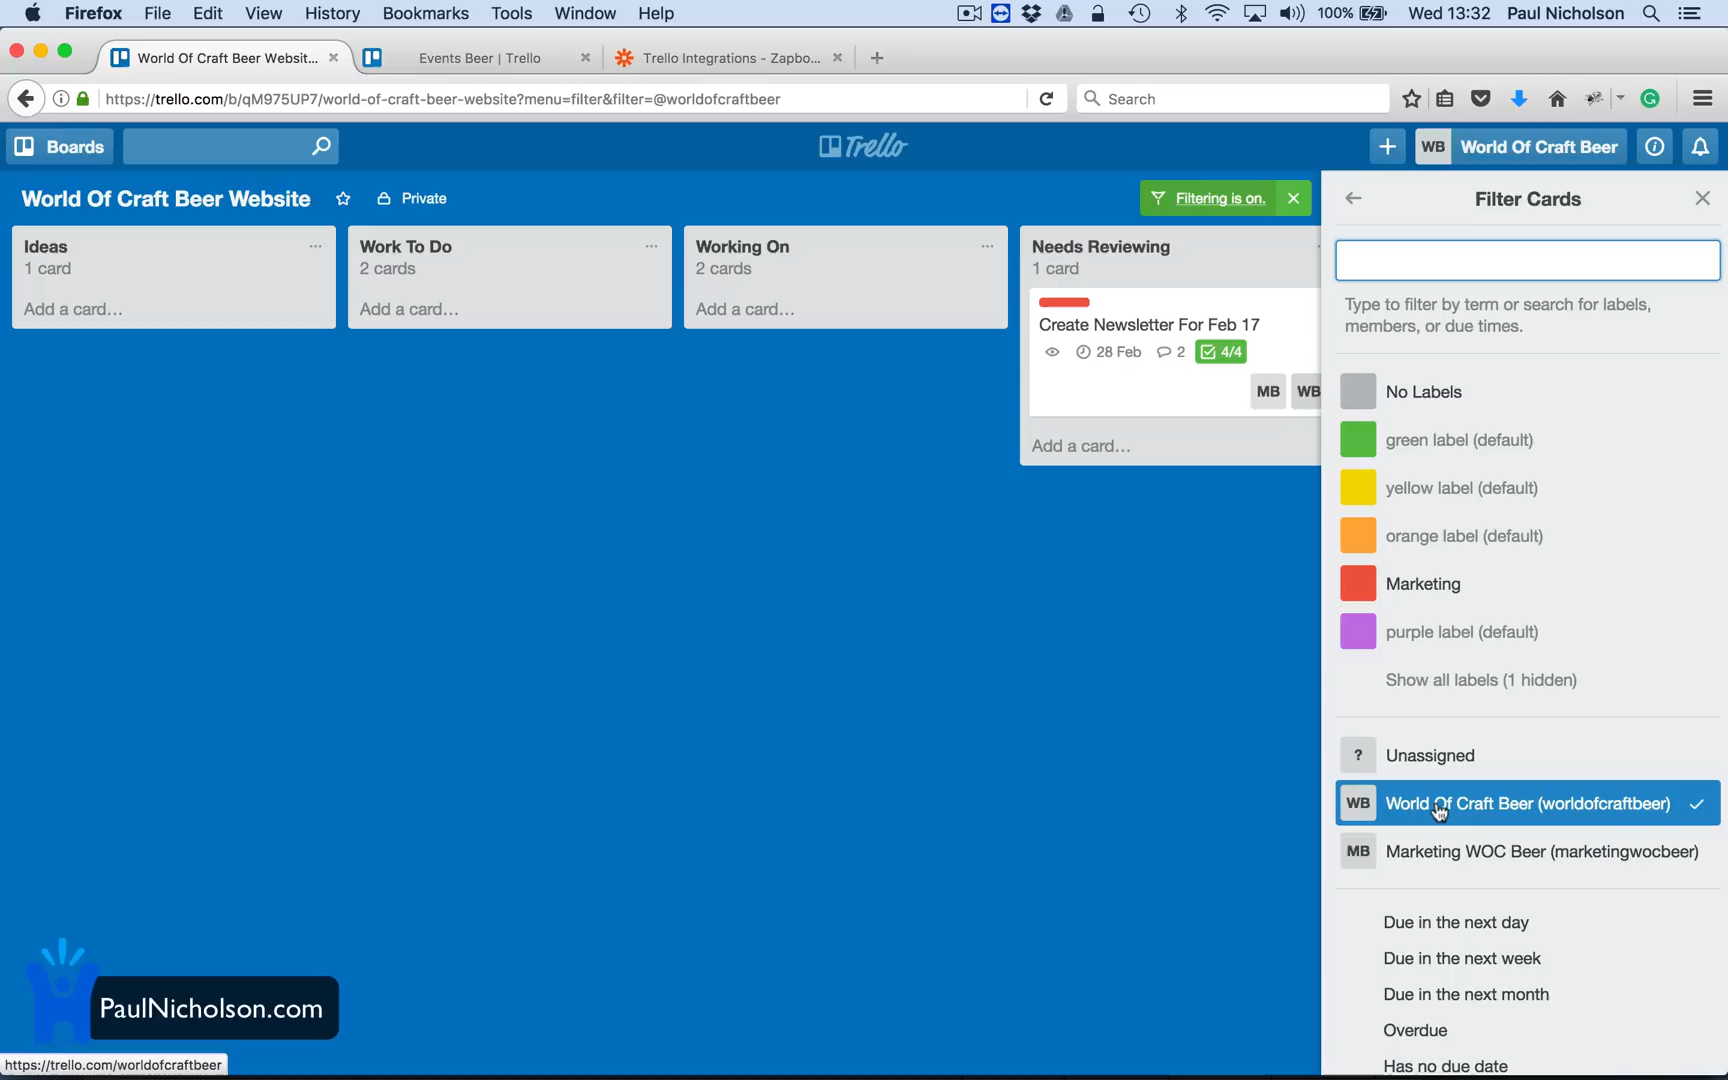 Firefox File Edit View History Bookmarks Tools Window Help 100% Wed 13:32 Paul Nicholson
World Of Craft Beer Websit... Events Beer | Trello Trello Integrations - Zapbo...
https://trello.com/b/qM975UP7/world-of-craft-beer-website?menu=filter&filter=@worldofcraftbeer Search
Boards Trello WB World Of Craft Beer
World Of Craft Beer Website Private Filtering is on. Filter Cards
Ideas
1 card
Add a card…
Work To Do
2 cards
Add a card…
Working On
2 cards
Add a card…
Needs Reviewing
1 card
Create Newsletter For Feb 17
28 Feb 2 4/4
MB WB
Add a card…
Type to filter by term or search for labels,
members, or due times.
No Labels
green label (default)
yellow label (default)
orange label (default)
Marketing
purple label (default)
Show all labels (1 hidden)
? Unassigned
WB World Of Craft Beer (worldofcraftbeer)
MB Marketing WOC Beer (marketingwocbeer)
Due in the next day
Due in the next week
Due in the next month
Overdue
Has no due date
PaulNicholson.com
https://trello.com/worldofcraftbeer